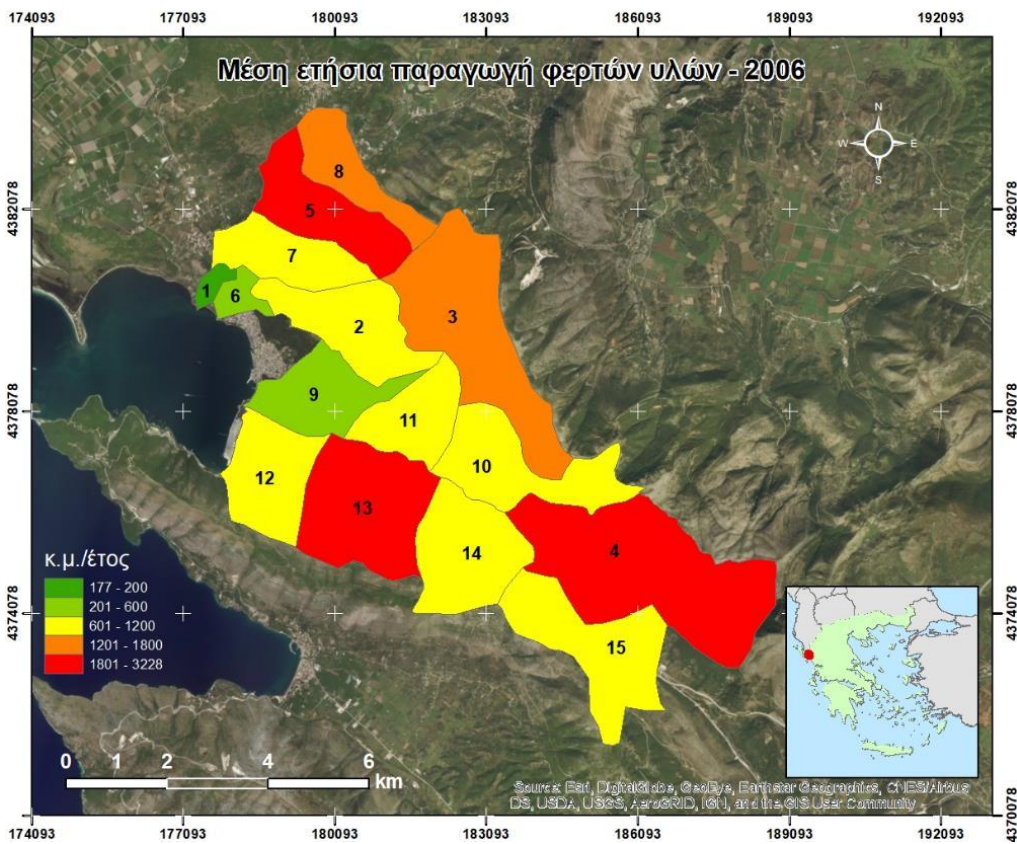 174093 177093 180093 183093 186093 189093 192093
Μέση ετήσια παραγωγή φερτών υλών - 2006
N
W E
S
8
4382078 4382078
5
7
1 6
3
2
9
4378078 4378078
11
10
12
13
14
4
κ.μ./έτος
177 - 200
201 - 600
601 - 1200
1201 - 1800
1801 - 3228
4374078 4374078
15
0 1 2 4 6
km
Source: Esri, DigitalGlobe, GeoEye, Earthstar Geographics, CNES/Airbus
DS, USDA, USGS, AeroGRID, IGN, and the GIS User Community
4370078 4370078
174093 177093 180093 183093 186093 189093 192093